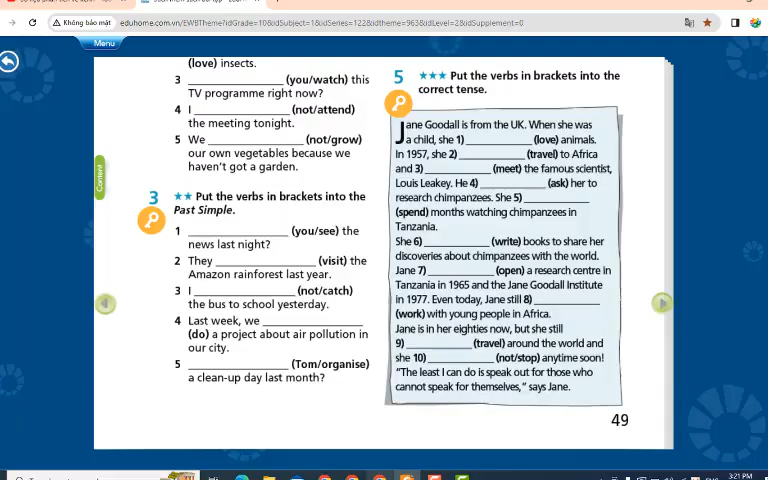 Không bảo mật
eduhome.com.vn/EWBTheme?idGrade=10&idSubject=1&idSeries=122&idtheme=963&idLevel=2&idSupplement=0
Menu
Content
(love) insects.
3 ____________ (you/watch) this
TV programme right now?
4 I ____________ (not/attend)
the meeting tonight.
5 We ____________ (not/grow)
our own vegetables because we
haven't got a garden.
3 ★★ Put the verbs in brackets into the
Past Simple.
1 ____________ (you/see) the
news last night?
2 They ____________ (visit) the
Amazon rainforest last year.
3 I ____________ (not/catch)
the bus to school yesterday.
4 Last week, we ____________
(do) a project about air pollution in
our city.
5 ____________ (Tom/organise)
a clean-up day last month?
5 ★★★ Put the verbs in brackets into the
correct tense.
Jane Goodall is from the UK. When she was
a child, she 1) ____________ (love) animals.
In 1957, she 2) ____________ (travel) to Africa
and 3) ____________ (meet) the famous scientist,
Louis Leakey. He 4) ____________ (ask) her to
research chimpanzees. She 5) ____________
(spend) months watching chimpanzees in
Tanzania.
She 6) ____________ (write) books to share her
discoveries about chimpanzees with the world.
Jane 7) ____________ (open) a research centre in
Tanzania in 1965 and the Jane Goodall Institute
in 1977. Even today, Jane still 8) ____________
(work) with young people in Africa.
Jane is in her eighties now, but she still
9) ____________ (travel) around the world and
she 10) ____________ (not/stop) anytime soon!
"The least I can do is speak out for those who
cannot speak for themselves," says Jane.
49
3:21 PM